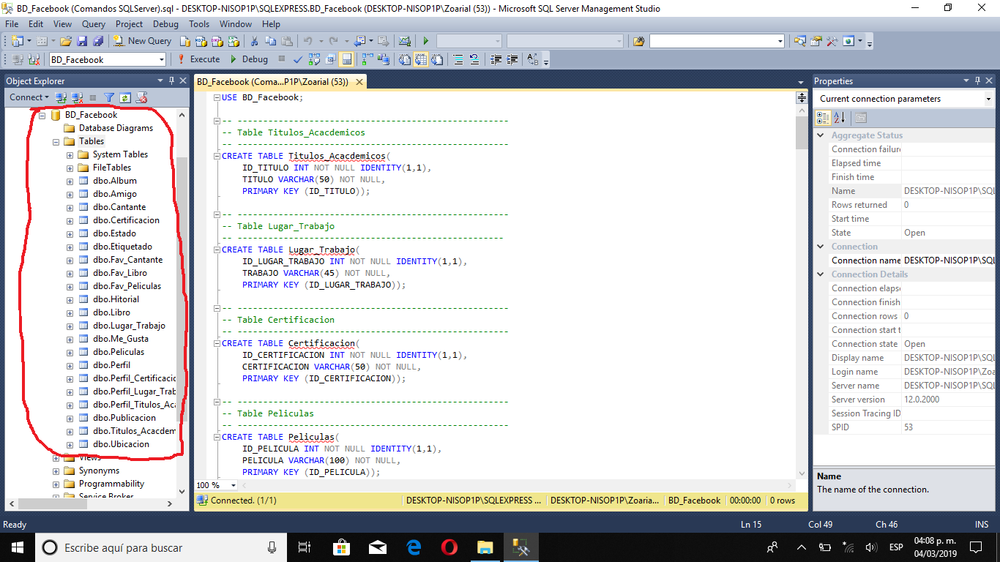 BD_Facebook (Comandos SQLServer).sql - DESKTOP-NISOP1P\SQLEXPRESS.BD_Facebook (DESKTOP-NISOP1P\Zoarial (53)) - Microsoft SQL Server Management Studio
File Edit View Query Project Debug Tools Window Help
New Query
BD_Facebook
Execute
Debug
Object Explorer
Connect
BD_Facebook
Database Diagrams
Tables
System Tables
FileTables
dbo.Album
dbo.Amigo
dbo.Cantante
dbo.Certificacion
dbo.Estado
dbo.Etiquetado
dbo.Fav_Cantante
dbo.Fav_Libro
dbo.Fav_Peliculas
dbo.Hitorial
dbo.Libro
dbo.Lugar_Trabajo
dbo.Me_Gusta
dbo.Peliculas
dbo.Perfil
dbo.Perfil_Certificacic
dbo.Perfil_Lugar_Trab
dbo.Perfil_Titulos_Aca
dbo.Publicacion
dbo.Titulos_Acacdem
dbo.Ubicacion
Views
Synonyms
Programmability
Service Broker
BD_Facebook (Coma...P1P\Zoarial (53))
USE BD_Facebook;
-- -----------------------------------------------------
-- Table Titulos_Acacdemicos
-- -----------------------------------------------------
CREATE TABLE Titulos_Acacdemicos(
ID_TITULO INT NOT NULL IDENTITY(1,1),
TITULO VARCHAR(50) NOT NULL,
PRIMARY KEY (ID_TITULO));
-- -----------------------------------------------------
-- Table Lugar_Trabajo
-- ----------------------------------------------------
CREATE TABLE Lugar_Trabajo(
ID_LUGAR_TRABAJO INT NOT NULL IDENTITY(1,1),
TRABAJO VARCHAR(45) NOT NULL,
PRIMARY KEY (ID_LUGAR_TRABAJO));
-- -----------------------------------------------------
-- Table Certificacion
-- -----------------------------------------------------
CREATE TABLE Certificacion(
ID_CERTIFICACION INT NOT NULL IDENTITY(1,1),
CERTIFICACION VARCHAR(50) NOT NULL,
PRIMARY KEY (ID_CERTIFICACION));
-- -----------------------------------------------------
-- Table Peliculas
-- -----------------------------------------------------
CREATE TABLE Peliculas(
ID_PELICULA INT NOT NULL IDENTITY(1,1),
PELICULA VARCHAR(100) NOT NULL,
PRIMARY KEY (ID_PELICULA));
100 %
Connected. (1/1)
DESKTOP-NISOP1P\SQLEXPRESS ...
DESKTOP-NISOP1P\Zoaria...
BD_Facebook
00:00:00
0 rows
Properties
Current connection parameters
Aggregate Status
Connection failure
Elapsed time
Finish time
Name DESKTOP-NISOP1P\SQL
Rows returned 0
Start time
State Open
Connection
Connection name DESKTOP-NISOP1P\SQL
Connection Details
Connection elapse
Connection finish
Connection rows 0
Connection start t
Connection state Open
Display name DESKTOP-NISOP1P\SQL
Login name DESKTOP-NISOP1P\Zoa
Server name DESKTOP-NISOP1P\SQL
Server version 12.0.2000
Session Tracing ID
SPID 53
Name
The name of the connection.
Ready
Ln 15 Col 49 Ch 46 INS
Escribe aquí para buscar
ESP
04:08 p. m.
04/03/2019